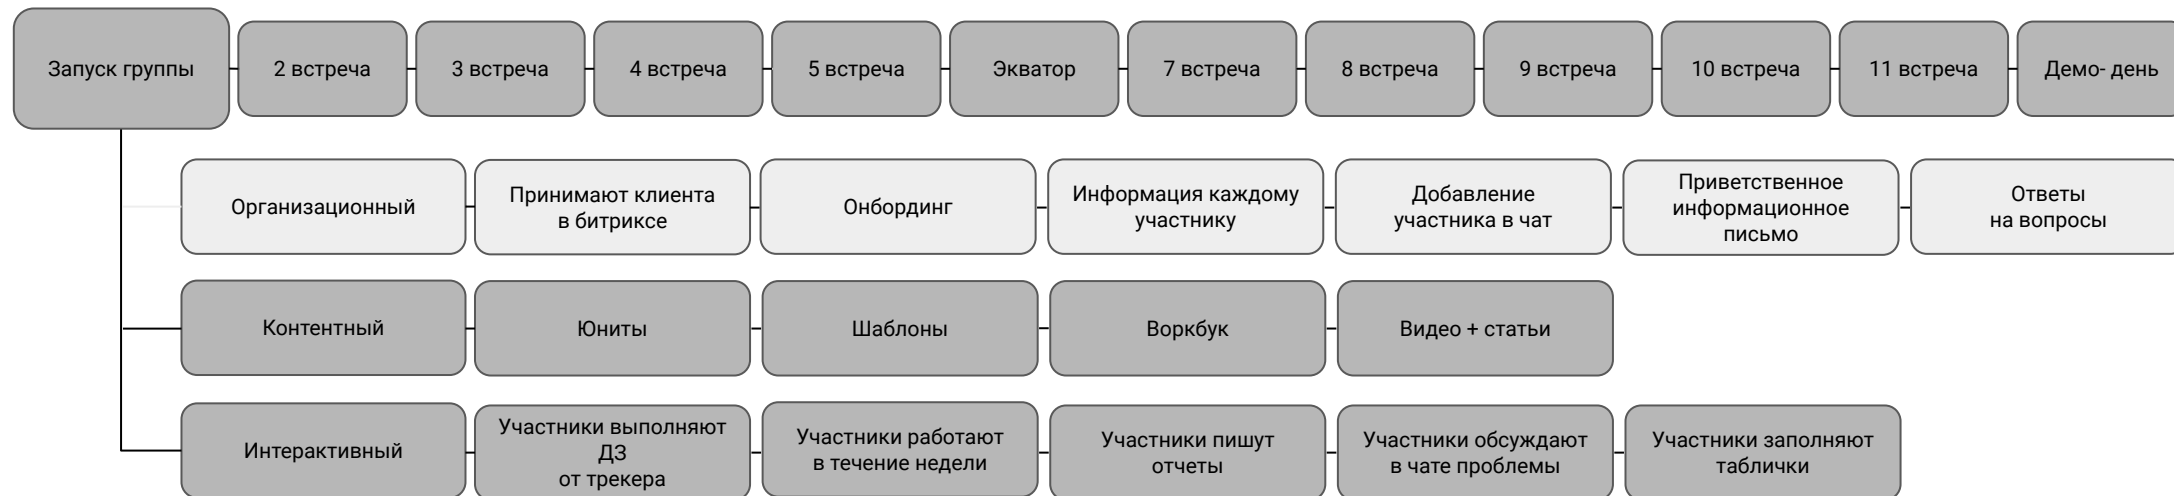 Запуск группы
2 встреча
3 встреча
4 встреча
5 встреча
Экватор
7 встреча
8 встреча
9 встреча
10 встреча
11 встреча
Демо- день
Организационный
Принимают клиента
в битриксе
Онбординг
Информация каждому
участнику
Добавление
участника в чат
Приветственное
информационное
письмо
Ответы
на вопросы
Контентный
Юниты
Шаблоны
Воркбук
Видео + статьи
Интерактивный
Участники выполняют
ДЗ
от трекера
Участники работают
в течение недели
Участники пишут
отчеты
Участники обсуждают
в чате проблемы
Участники заполняют
таблички